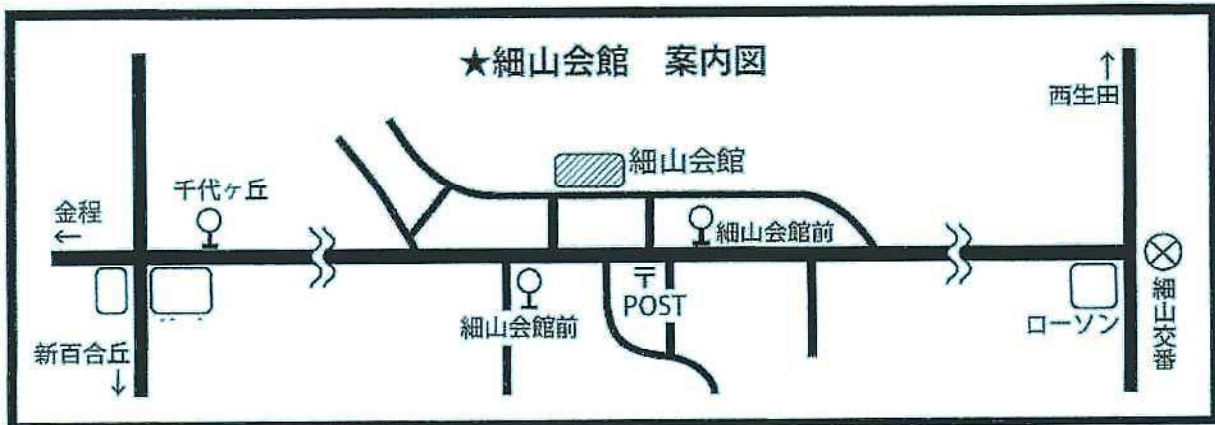 ★細山会館 案内図
↑
西生田
細山会館
千代ヶ丘
金程
←
細山会館前
〒
POST
細山会館前
ローソン
細山交番
新百合丘
↓